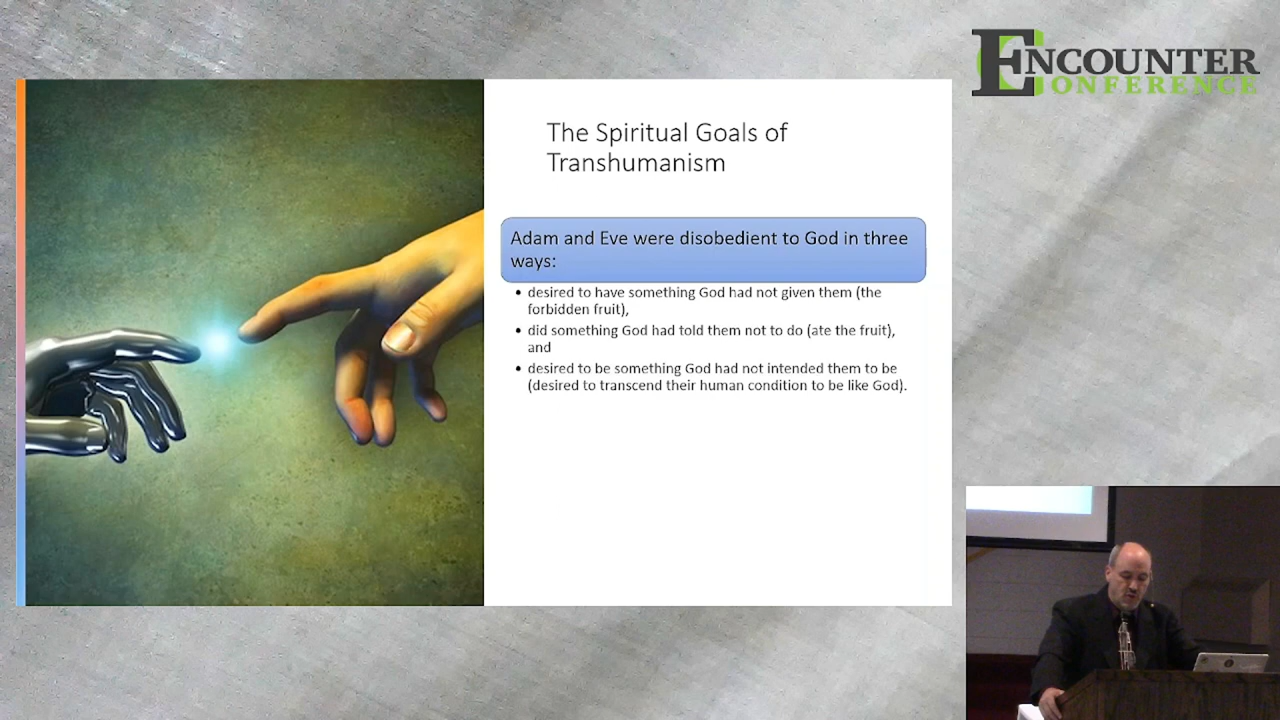 ENCOUNTER
CONFERENCE
The Spiritual Goals of
Transhumanism
Adam and Eve were disobedient to God in three
ways:
• desired to have something God had not given them (the
forbidden fruit),
• did something God had told them not to do (ate the fruit),
and
• desired to be something God had not intended them to be
(desired to transcend their human condition to be like God).